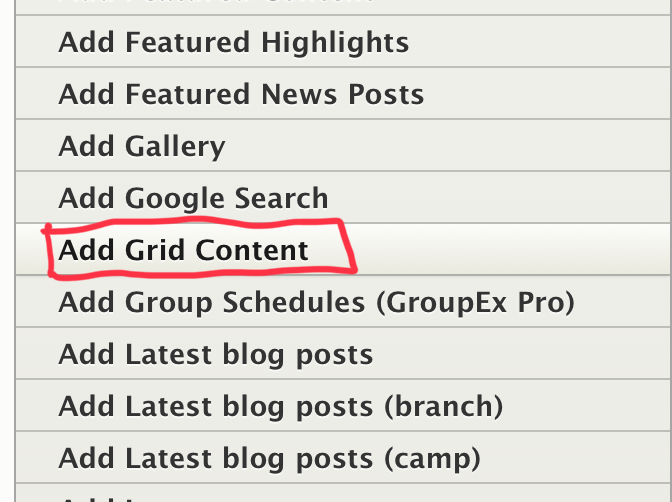 Add Featured Highlights
Add Featured News Posts
Add Gallery
Add Google Search
Add Grid Content
Add Group Schedules (GroupEx Pro)
Add Latest blog posts
Add Latest blog posts (branch)
Add Latest blog posts (camp)